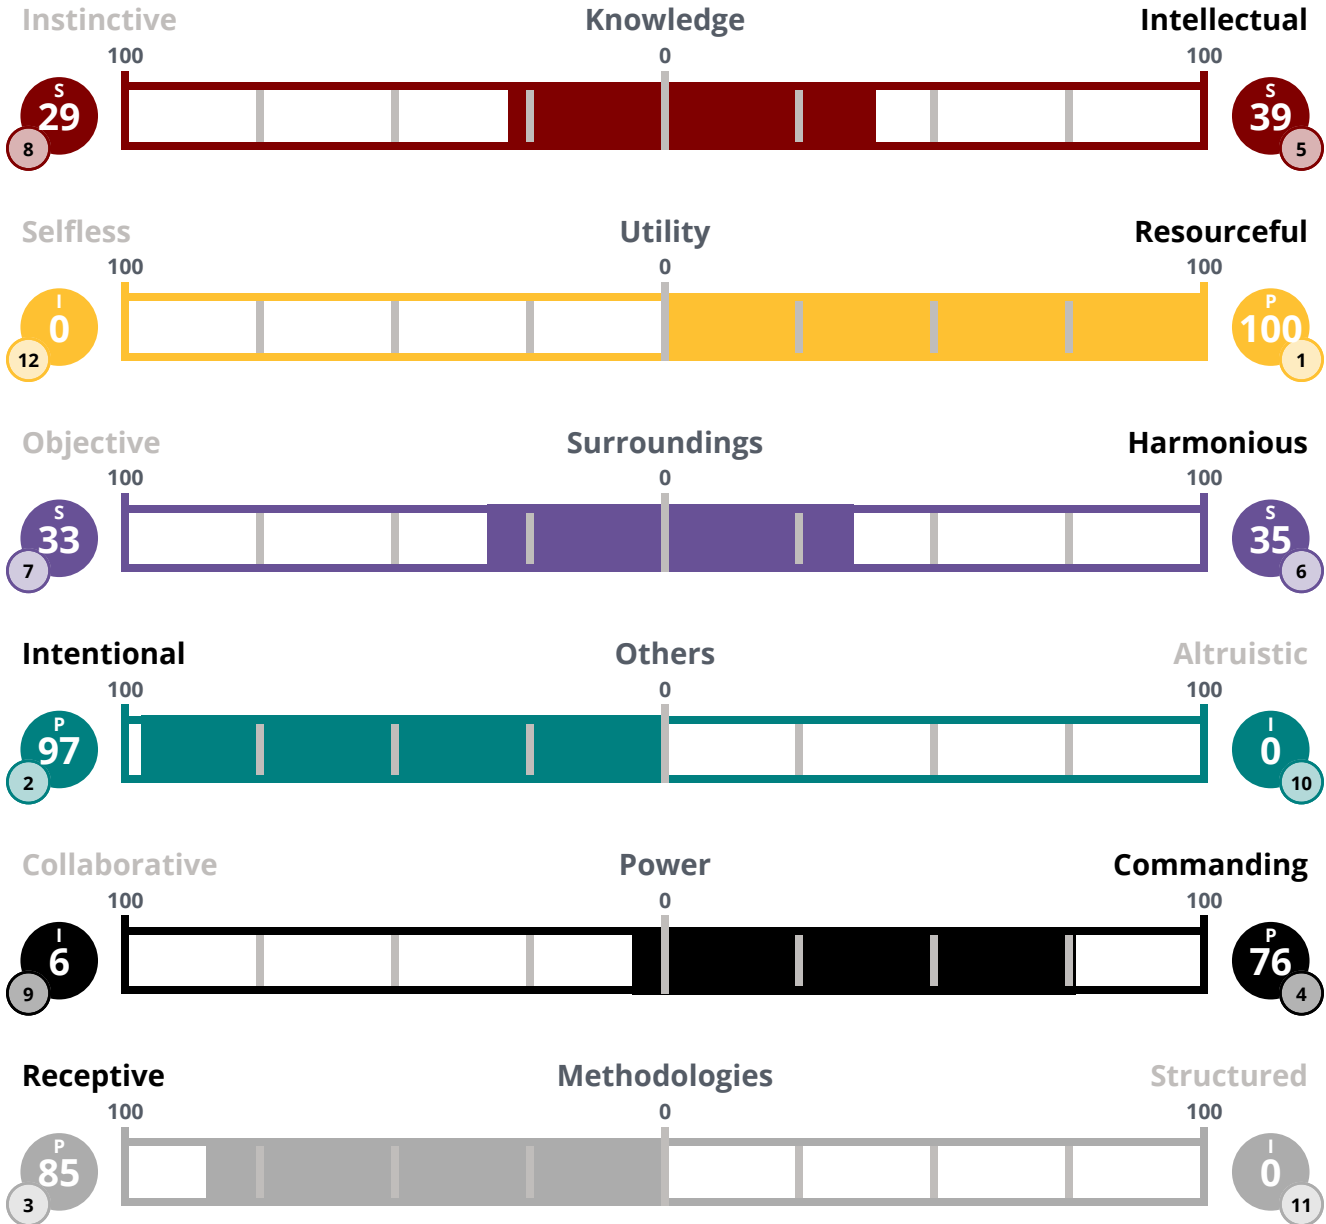 Instinctive Knowledge Intellectual
100 0 100
S S
29 39
8 5
Selfless Utility Resourceful
100 0 100
I P
0 100
12 1
Objective Surroundings Harmonious
100 0 100
S S
33 35
7 6
Intentional Others Altruistic
100 0 100
P I
97 0
2 10
Collaborative Power Commanding
100 0 100
I P
6 76
9 4
Receptive Methodologies Structured
100 0 100
P I
85 0
3 11